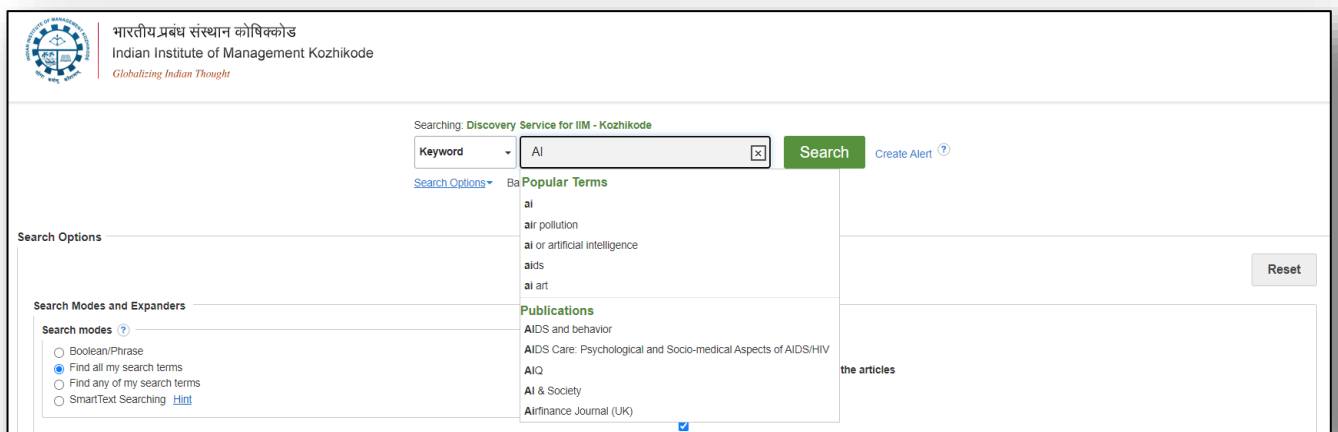 भारतीय प्रबंध संस्थान कोषिक्कोड
Indian Institute of Management Kozhikode
Globalizing Indian Thought
Searching: Discovery Service for IIM - Kozhikode
Keyword AI Search Create Alert ?
Search Options Ba
Popular Terms
ai
air pollution
ai or artificial intelligence
aids
ai art
Publications
AIDS and behavior
AIDS Care: Psychological and Socio-medical Aspects of AIDS/HIV
AIQ
AI & Society
Airfinance Journal (UK)
Search Options
Reset
Search Modes and Expanders
Search modes ?
Boolean/Phrase
Find all my search terms
Find any of my search terms
SmartText Searching Hint
the articles